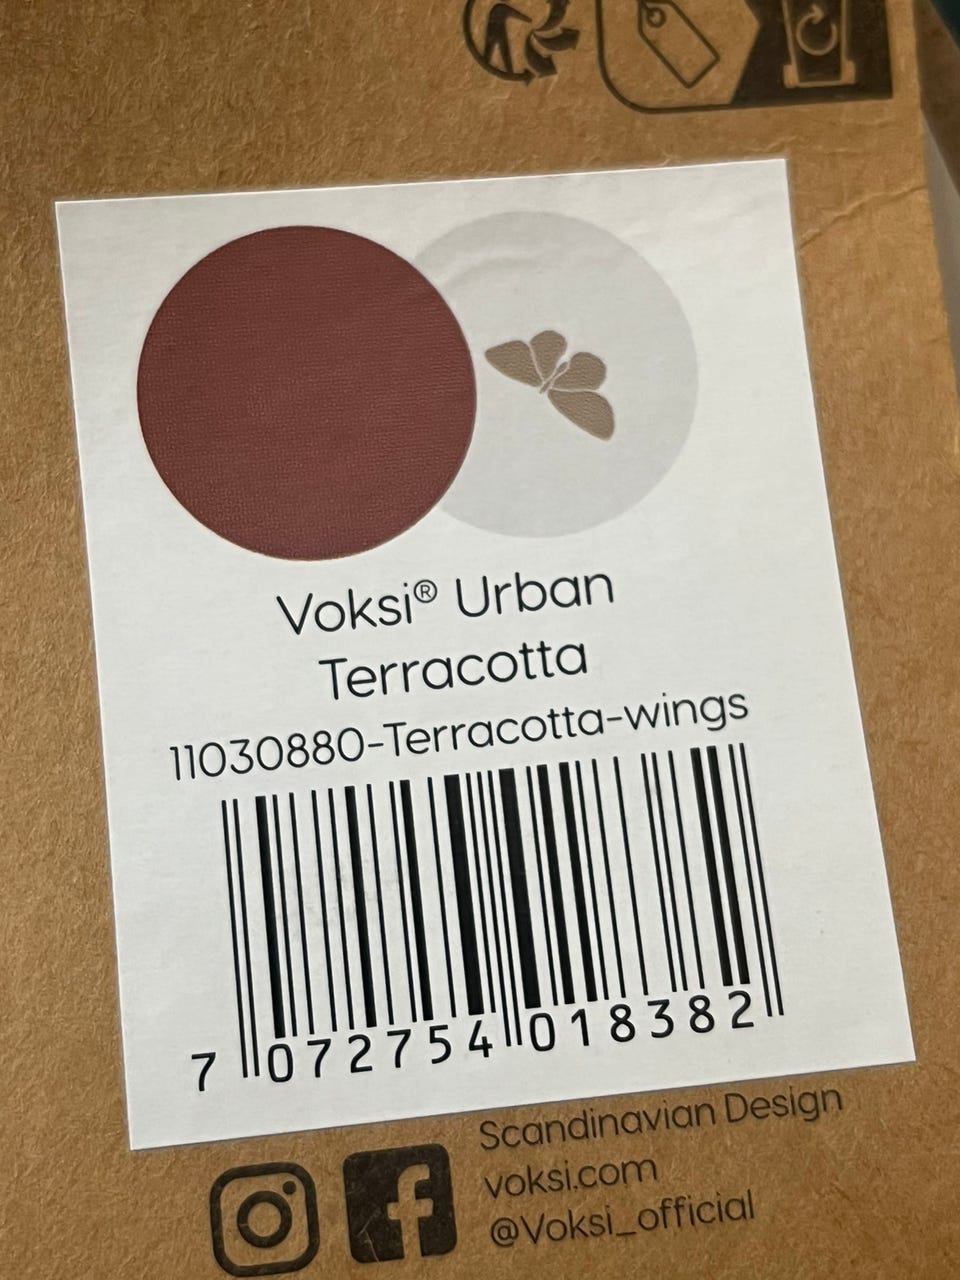 Voksi® Urban
Terracotta
11030880-Terracotta-wings
7 072754 018382
Scandinavian Design
voksi.com
@Voksi_official